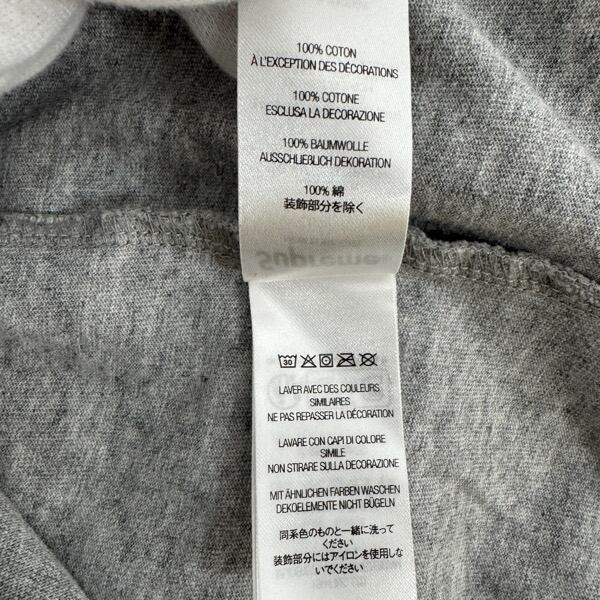 100% COTON
À L'EXCEPTION DES DÉCORATIONS
100% COTONE
ESCLUSA LA DECORAZIONE
100% BAUMWOLLE
AUSSCHLIEßLICH DEKORATION
100% 綿
装飾部分を除く
Supreme
30
LAVER AVEC DES COULEURS
SIMILAIRES
NE PAS REPASSER LA DÉCORATION
LAVARE CON CAPI DI COLORE
SIMILE
NON STIRARE SULLA DECORAZIONE
MIT ÄHNLICHEN FARBEN WASCHEN
DEKOELEMENTE NICHT BÜGELN
同系色のものと一緒に洗って
ください
装飾部分にはアイロンを使用しな
いでください